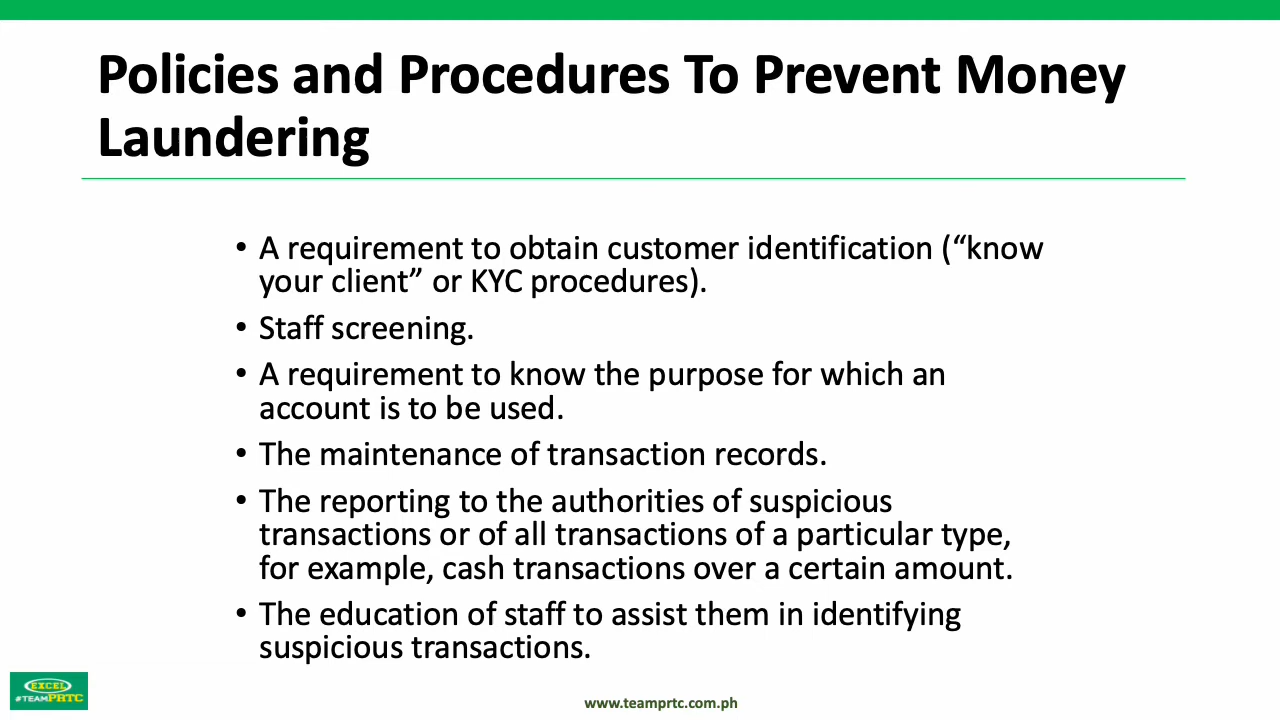 Policies and Procedures To Prevent Money
Laundering
• A requirement to obtain customer identification (“know
your client” or KYC procedures).
• Staff screening.
• A requirement to know the purpose for which an
account is to be used.
• The maintenance of transaction records.
• The reporting to the authorities of suspicious
transactions or of all transactions of a particular type,
for example, cash transactions over a certain amount.
• The education of staff to assist them in identifying
suspicious transactions.
EXCEL
#TEAMPRTC
www.teamprtc.com.ph